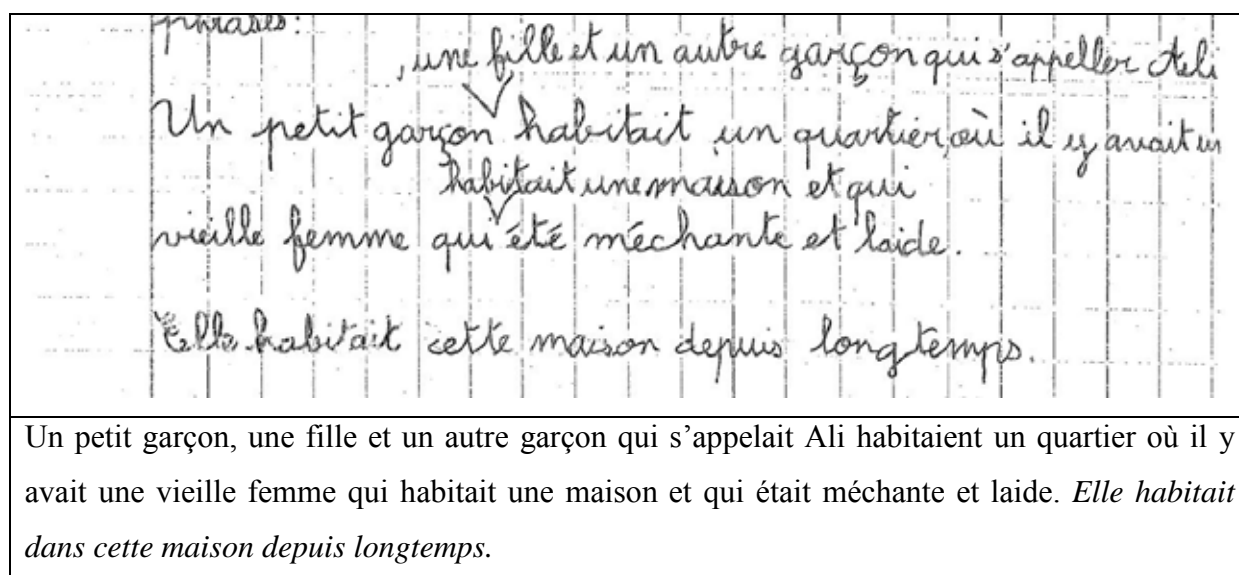 phrases:
, une fille et un autre garçon qui s'appeller Ali
Un petit garçon habitait un quartier, où il y avait un
habitait une maison et qui
vieille femme qui été méchante et laide.
Elle habitait cette maison depuis longtemps.
Un petit garçon, une fille et un autre garçon qui s’appelait Ali habitaient un quartier où il y
avait une vieille femme qui habitait une maison et qui était méchante et laide. Elle habitait
dans cette maison depuis longtemps.